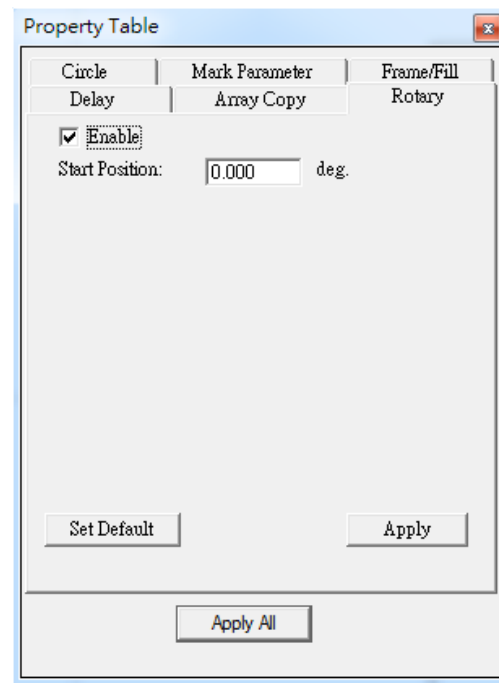 Property Table
Circle Mark Parameter Frame/Fill
Delay Array Copy Rotary
Enable
Start Position: 0.000 deg.
Set Default Apply
Apply All